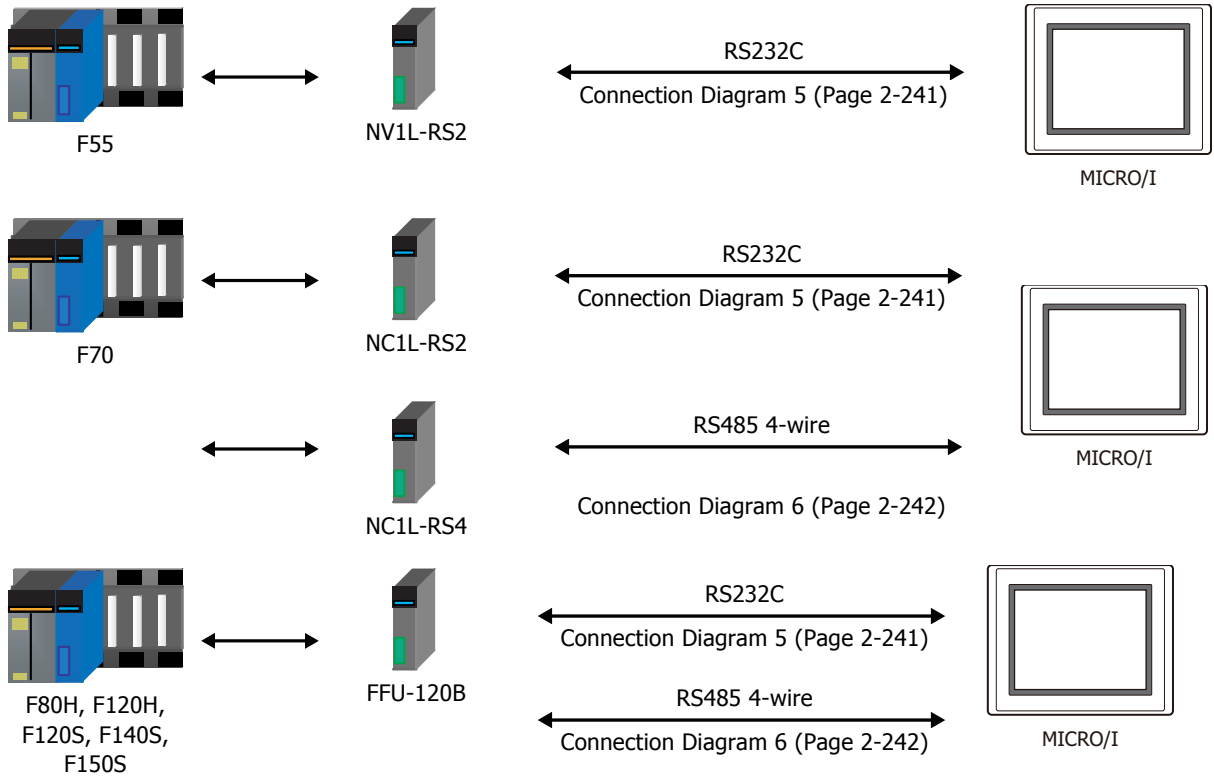 RS232C
Connection Diagram 5 (Page 2-241)
F55
NV1L-RS2
MICRO/I
RS232C
Connection Diagram 5 (Page 2-241)
F70
NC1L-RS2
RS485 4-wire
MICRO/I
Connection Diagram 6 (Page 2-242)
NC1L-RS4
RS232C
Connection Diagram 5 (Page 2-241)
FFU-120B
F80H, F120H,
F120S, F140S,
F150S
RS485 4-wire
Connection Diagram 6 (Page 2-242)
MICRO/I